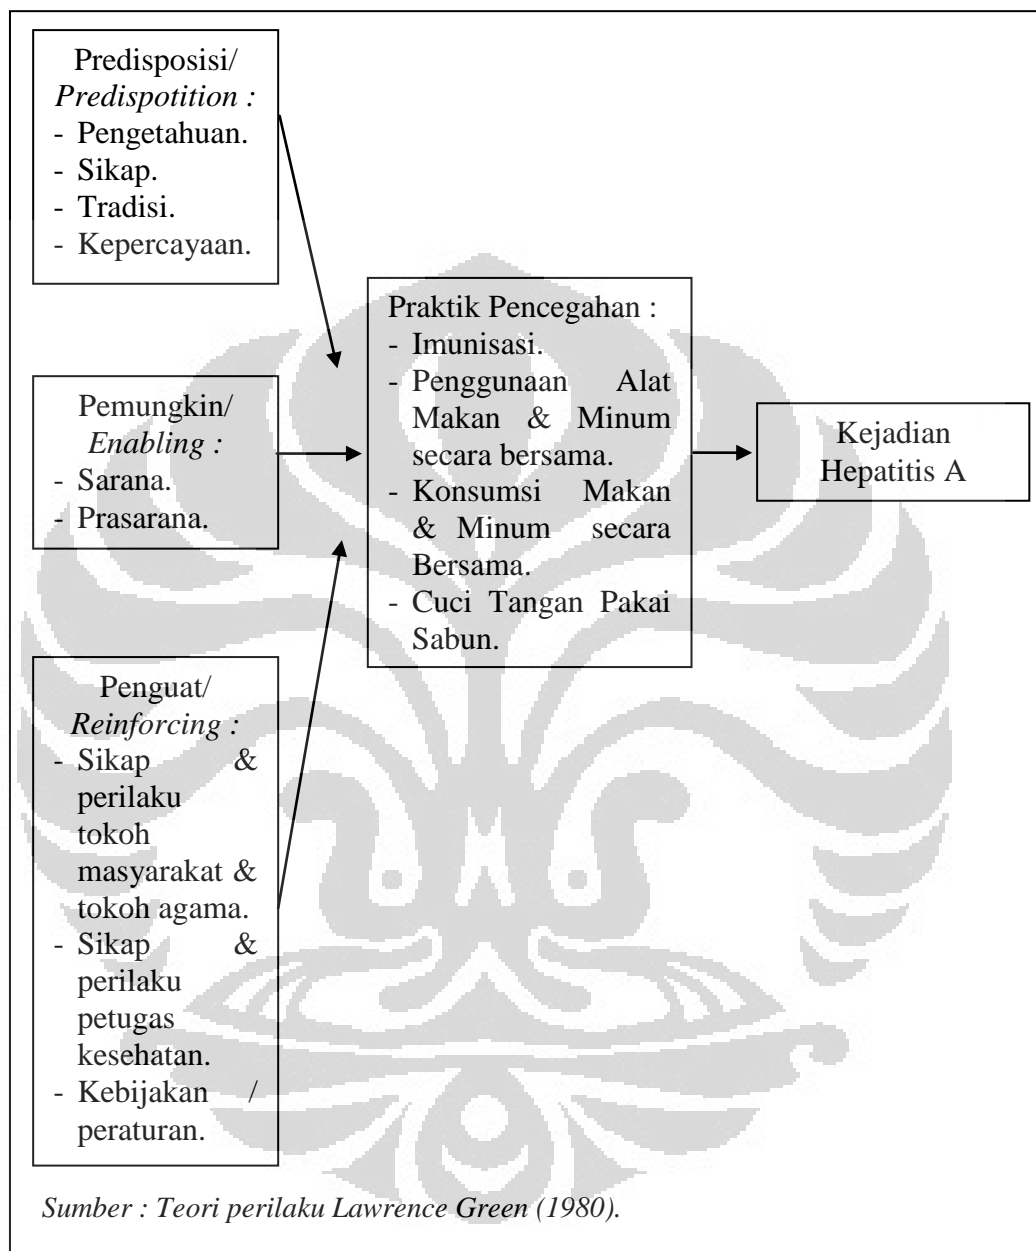 Predisposisi/
Predispotition :
- Pengetahuan.
- Sikap.
- Tradisi.
- Kepercayaan.
Pemungkin/
Enabling :
- Sarana.
- Prasarana.
Penguat/
Reinforcing :
- Sikap &
perilaku
tokoh
masyarakat &
tokoh agama.
- Sikap &
perilaku
petugas
kesehatan.
- Kebijakan /
peraturan.
Praktik Pencegahan :
- Imunisasi.
- Penggunaan Alat
Makan & Minum
secara bersama.
- Konsumsi Makan
& Minum secara
Bersama.
- Cuci Tangan Pakai
Sabun.
Kejadian
Hepatitis A
Sumber : Teori perilaku Lawrence Green (1980).